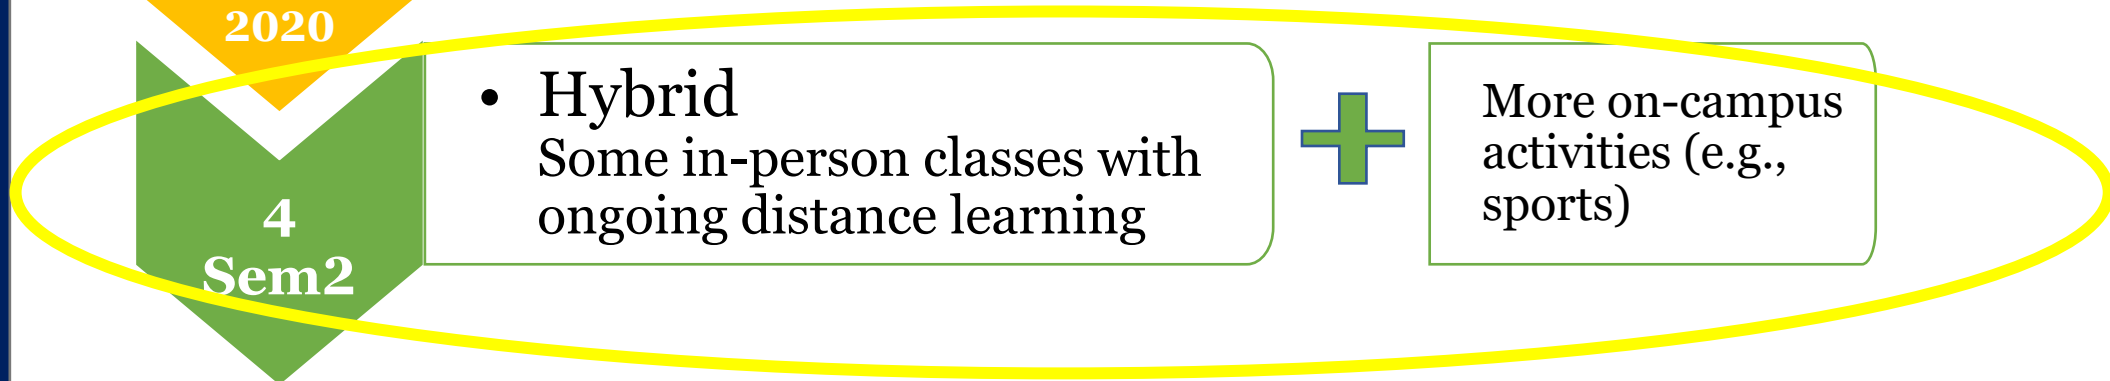 2020
4
Sem2
• Hybrid
Some in-person classes with
ongoing distance learning
More on-campus
activities (e.g.,
sports)